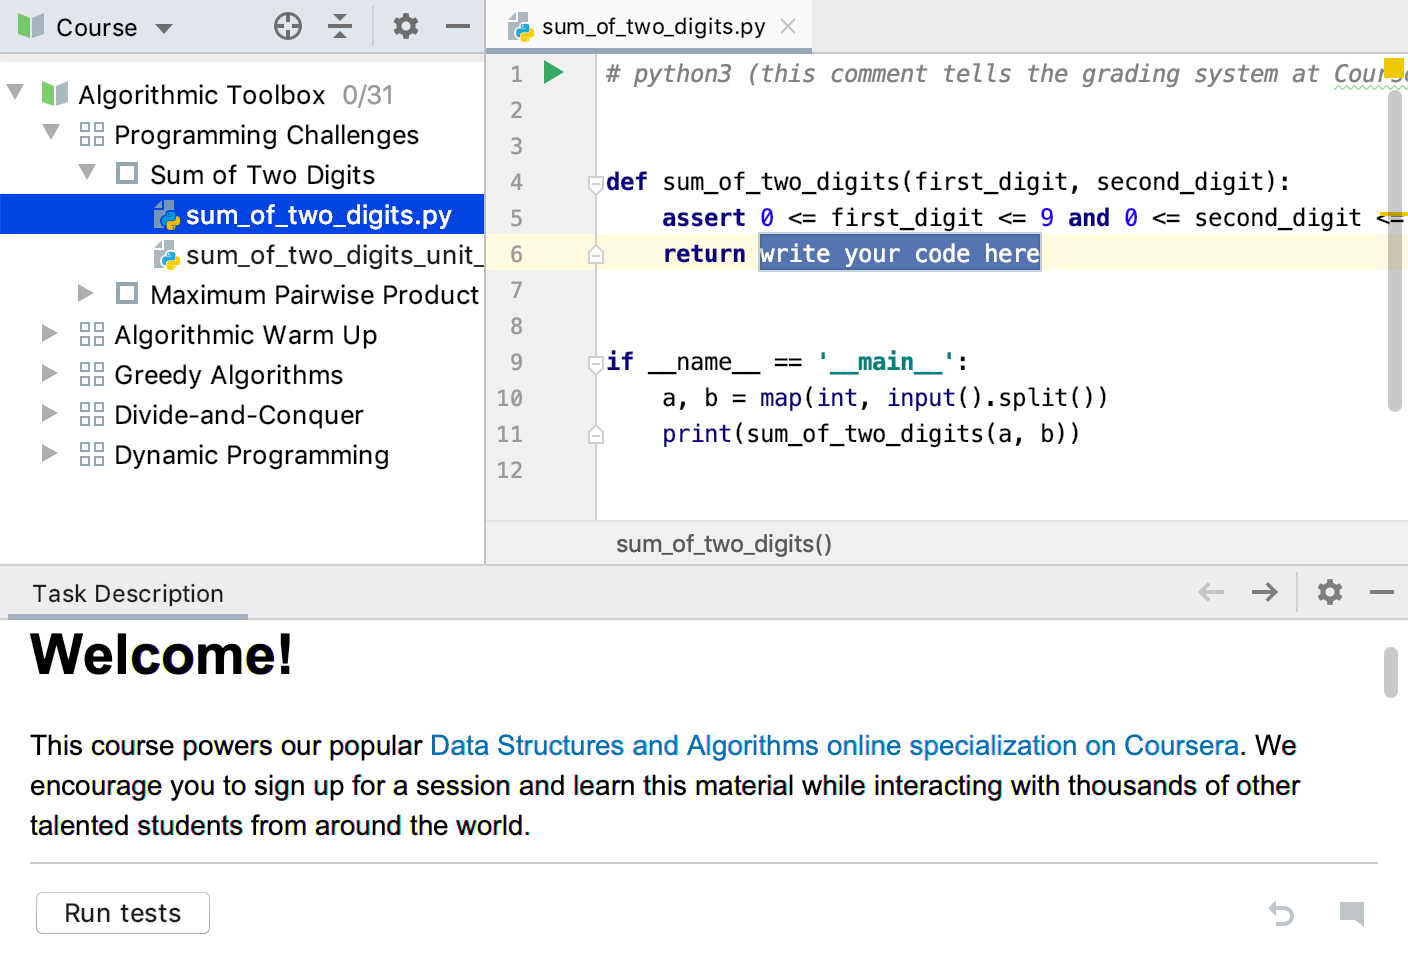 Course
Algorithmic Toolbox 0/31
Programming Challenges
Sum of Two Digits
sum_of_two_digits.py
sum_of_two_digits_unit_
Maximum Pairwise Product
Algorithmic Warm Up
Greedy Algorithms
Divide-and-Conquer
Dynamic Programming
sum_of_two_digits.py
1 # python3 (this comment tells the grading system at Cours
2
3
4 def sum_of_two_digits(first_digit, second_digit):
5 assert 0 <= first_digit <= 9 and 0 <= second_digit <=
6 return write your code here
7
8
9 if __name__ == '__main__':
10 a, b = map(int, input().split())
11 print(sum_of_two_digits(a, b))
12
sum_of_two_digits()
Task Description
Welcome!
This course powers our popular Data Structures and Algorithms online specialization on Coursera. We
encourage you to sign up for a session and learn this material while interacting with thousands of other
talented students from around the world.
Run tests